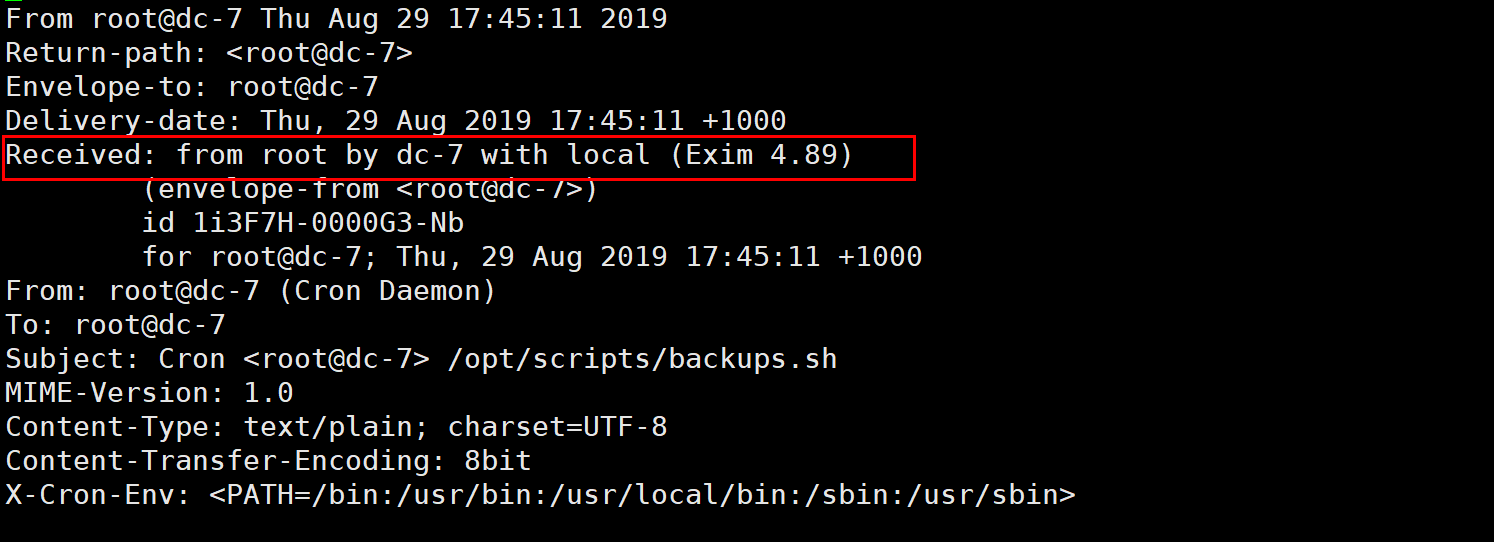 From root@dc-7 Thu Aug 29 17:45:11 2019
Return-path: <root@dc-7>
Envelope-to: root@dc-7
Delivery-date: Thu, 29 Aug 2019 17:45:11 +1000
Received: from root by dc-7 with local (Exim 4.89)
        (envelope-from <root@dc-7>)
        id 1i3F7H-0000G3-Nb
        for root@dc-7; Thu, 29 Aug 2019 17:45:11 +1000
From: root@dc-7 (Cron Daemon)
To: root@dc-7
Subject: Cron <root@dc-7> /opt/scripts/backups.sh
MIME-Version: 1.0
Content-Type: text/plain; charset=UTF-8
Content-Transfer-Encoding: 8bit
X-Cron-Env: <PATH=/bin:/usr/bin:/usr/local/bin:/sbin:/usr/sbin>